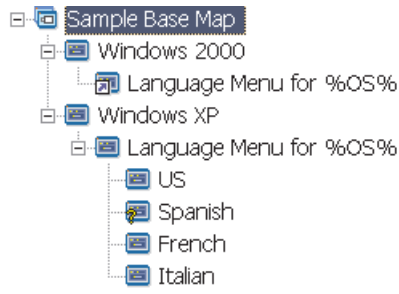 Sample Base Map
Windows 2000
Language Menu for %OS%
Windows XP
Language Menu for %OS%
US
Spanish
French
Italian